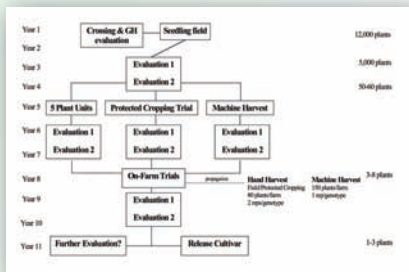 Year 1
Crossing & GH
evaluation
Seedling field
12,000 plants
Year 2
Year 3
Evaluation 1
5,000 plants
Year 4
Evaluation 2
50-60 plants
Year 5
5 Plant Units
Protected Cropping Trial
Machine Harvest
Year 6
Evaluation 1
Evaluation 1
Evaluation 1
Year 7
Evaluation 2
Evaluation 2
Evaluation 2
3-8 plants
Year 8
On-Farm Trials
propagation
Hand Harvest
Field/Protected Cropping
40 plants/farm
2 reps/genotype
Machine Harvest
150 plants/farm
1 rep/genotype
Year 9
Evaluation 1
Year 10
Evaluation 2
Year 11
Further Evaluation?
Release Cultivar
1-3 plants